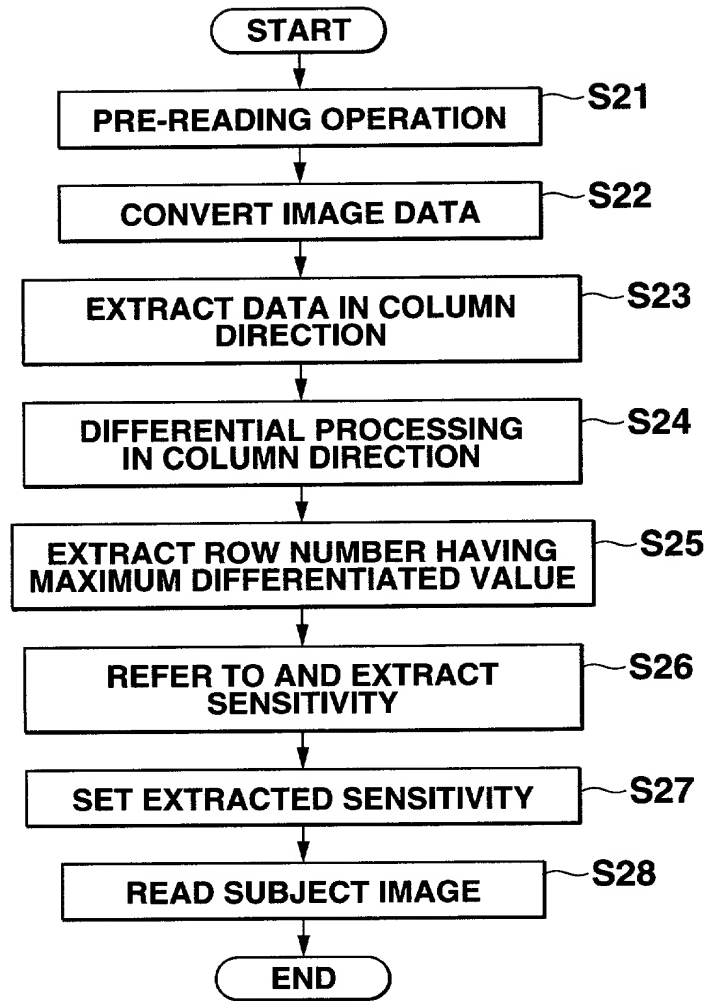 START
PRE-READING OPERATION
S21
CONVERT IMAGE DATA
S22
EXTRACT DATA IN COLUMN
DIRECTION
S23
DIFFERENTIAL PROCESSING
IN COLUMN DIRECTION
S24
EXTRACT ROW NUMBER HAVING
MAXIMUM DIFFERENTIATED VALUE
S25
REFER TO AND EXTRACT
SENSITIVITY
S26
SET EXTRACTED SENSITIVITY
S27
READ SUBJECT IMAGE
S28
END